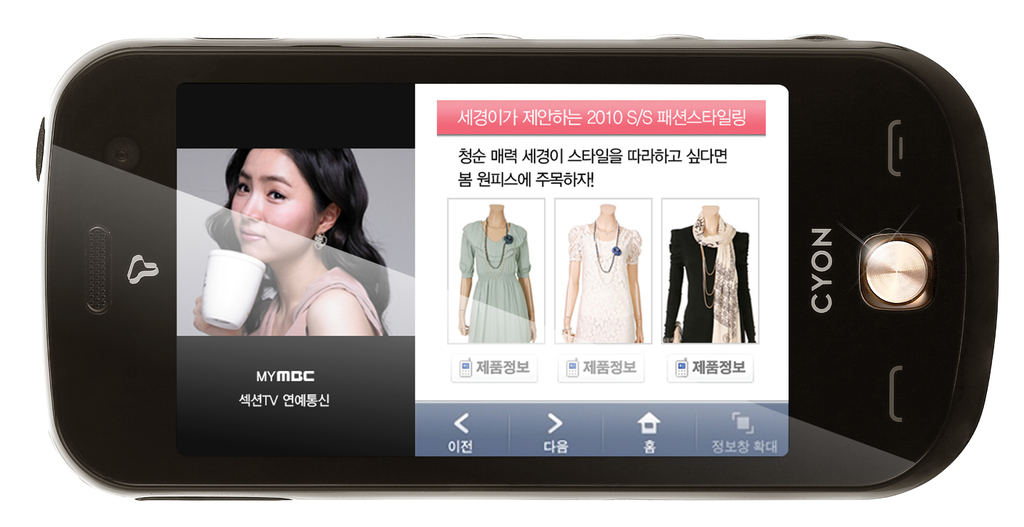 MYMBC
섹션TV 연예통신
세경이가 제안하는 2010 S/S 패션스타일링
청순 매력 세경이 스타일을 따라하고 싶다면
봄 원피스에 주목하자!
제품정보
제품정보
제품정보
이전
다음
홈
정보창 확대
CYON